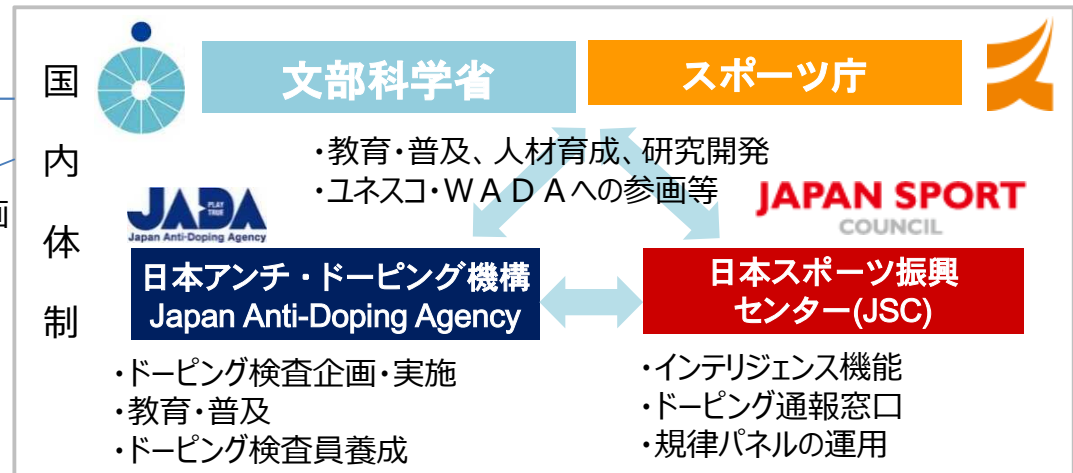 国内体制
文部科学省
スポーツ庁
・教育・普及、人材育成、研究開発
・ユネスコ・ＷＡＤＡへの参画等
画
JADA
PLAY TRUE
Japan Anti-Doping Agency
JAPAN SPORT
COUNCIL
日本アンチ・ドーピング機構
Japan Anti-Doping Agency
日本スポーツ振興
センター(JSC)
・ドーピング検査企画・実施
・教育・普及
・ドーピング検査員養成
・インテリジェンス機能
・ドーピング通報窓口
・規律パネルの運用